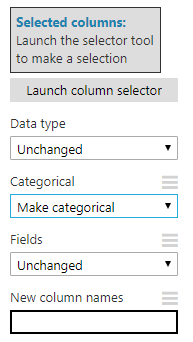 Selected columns:
Launch the selector tool
to make a selection
Launch column selector
Data type
Unchanged
Categorical
Make categorical
Fields
Unchanged
New column names